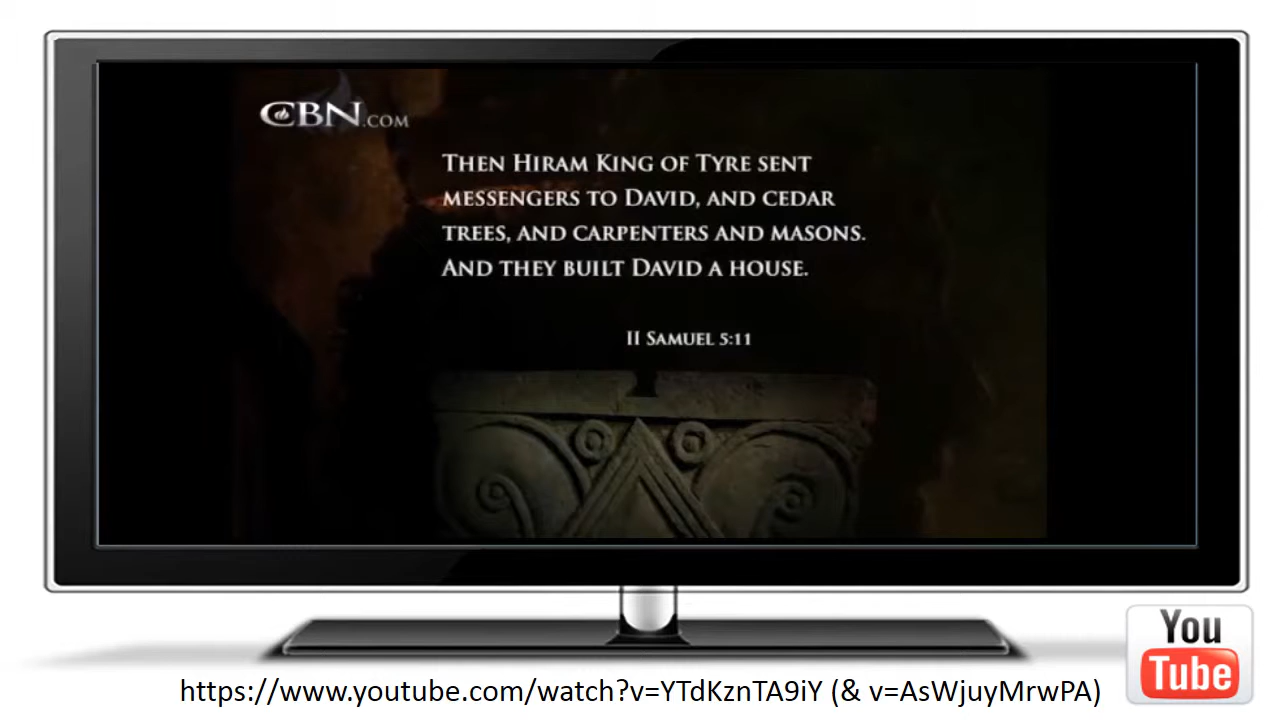 CBN.COM
THEN HIRAM KING OF TYRE SENT
MESSENGERS TO DAVID, AND CEDAR
TREES, AND CARPENTERS AND MASONS.
AND THEY BUILT DAVID A HOUSE.
II SAMUEL 5:11
You
Tube
https://www.youtube.com/watch?v=YTdKznTA9iY (& v=AsWjuyMrwPA)